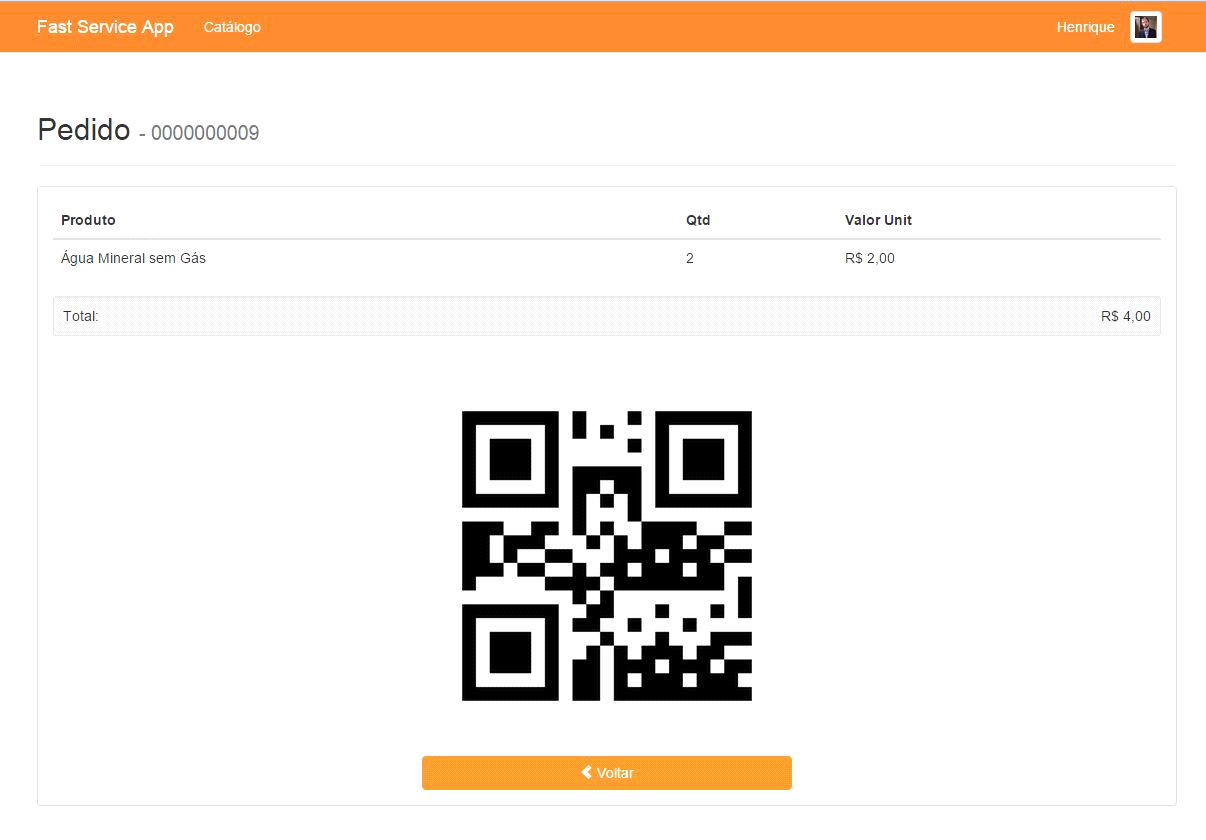 Fast Service App Catálogo Henrique
Pedido - 0000000009
Produto Qtd Valor Unit
Água Mineral sem Gás 2 R$ 2,00
Total: R$ 4,00
Voltar